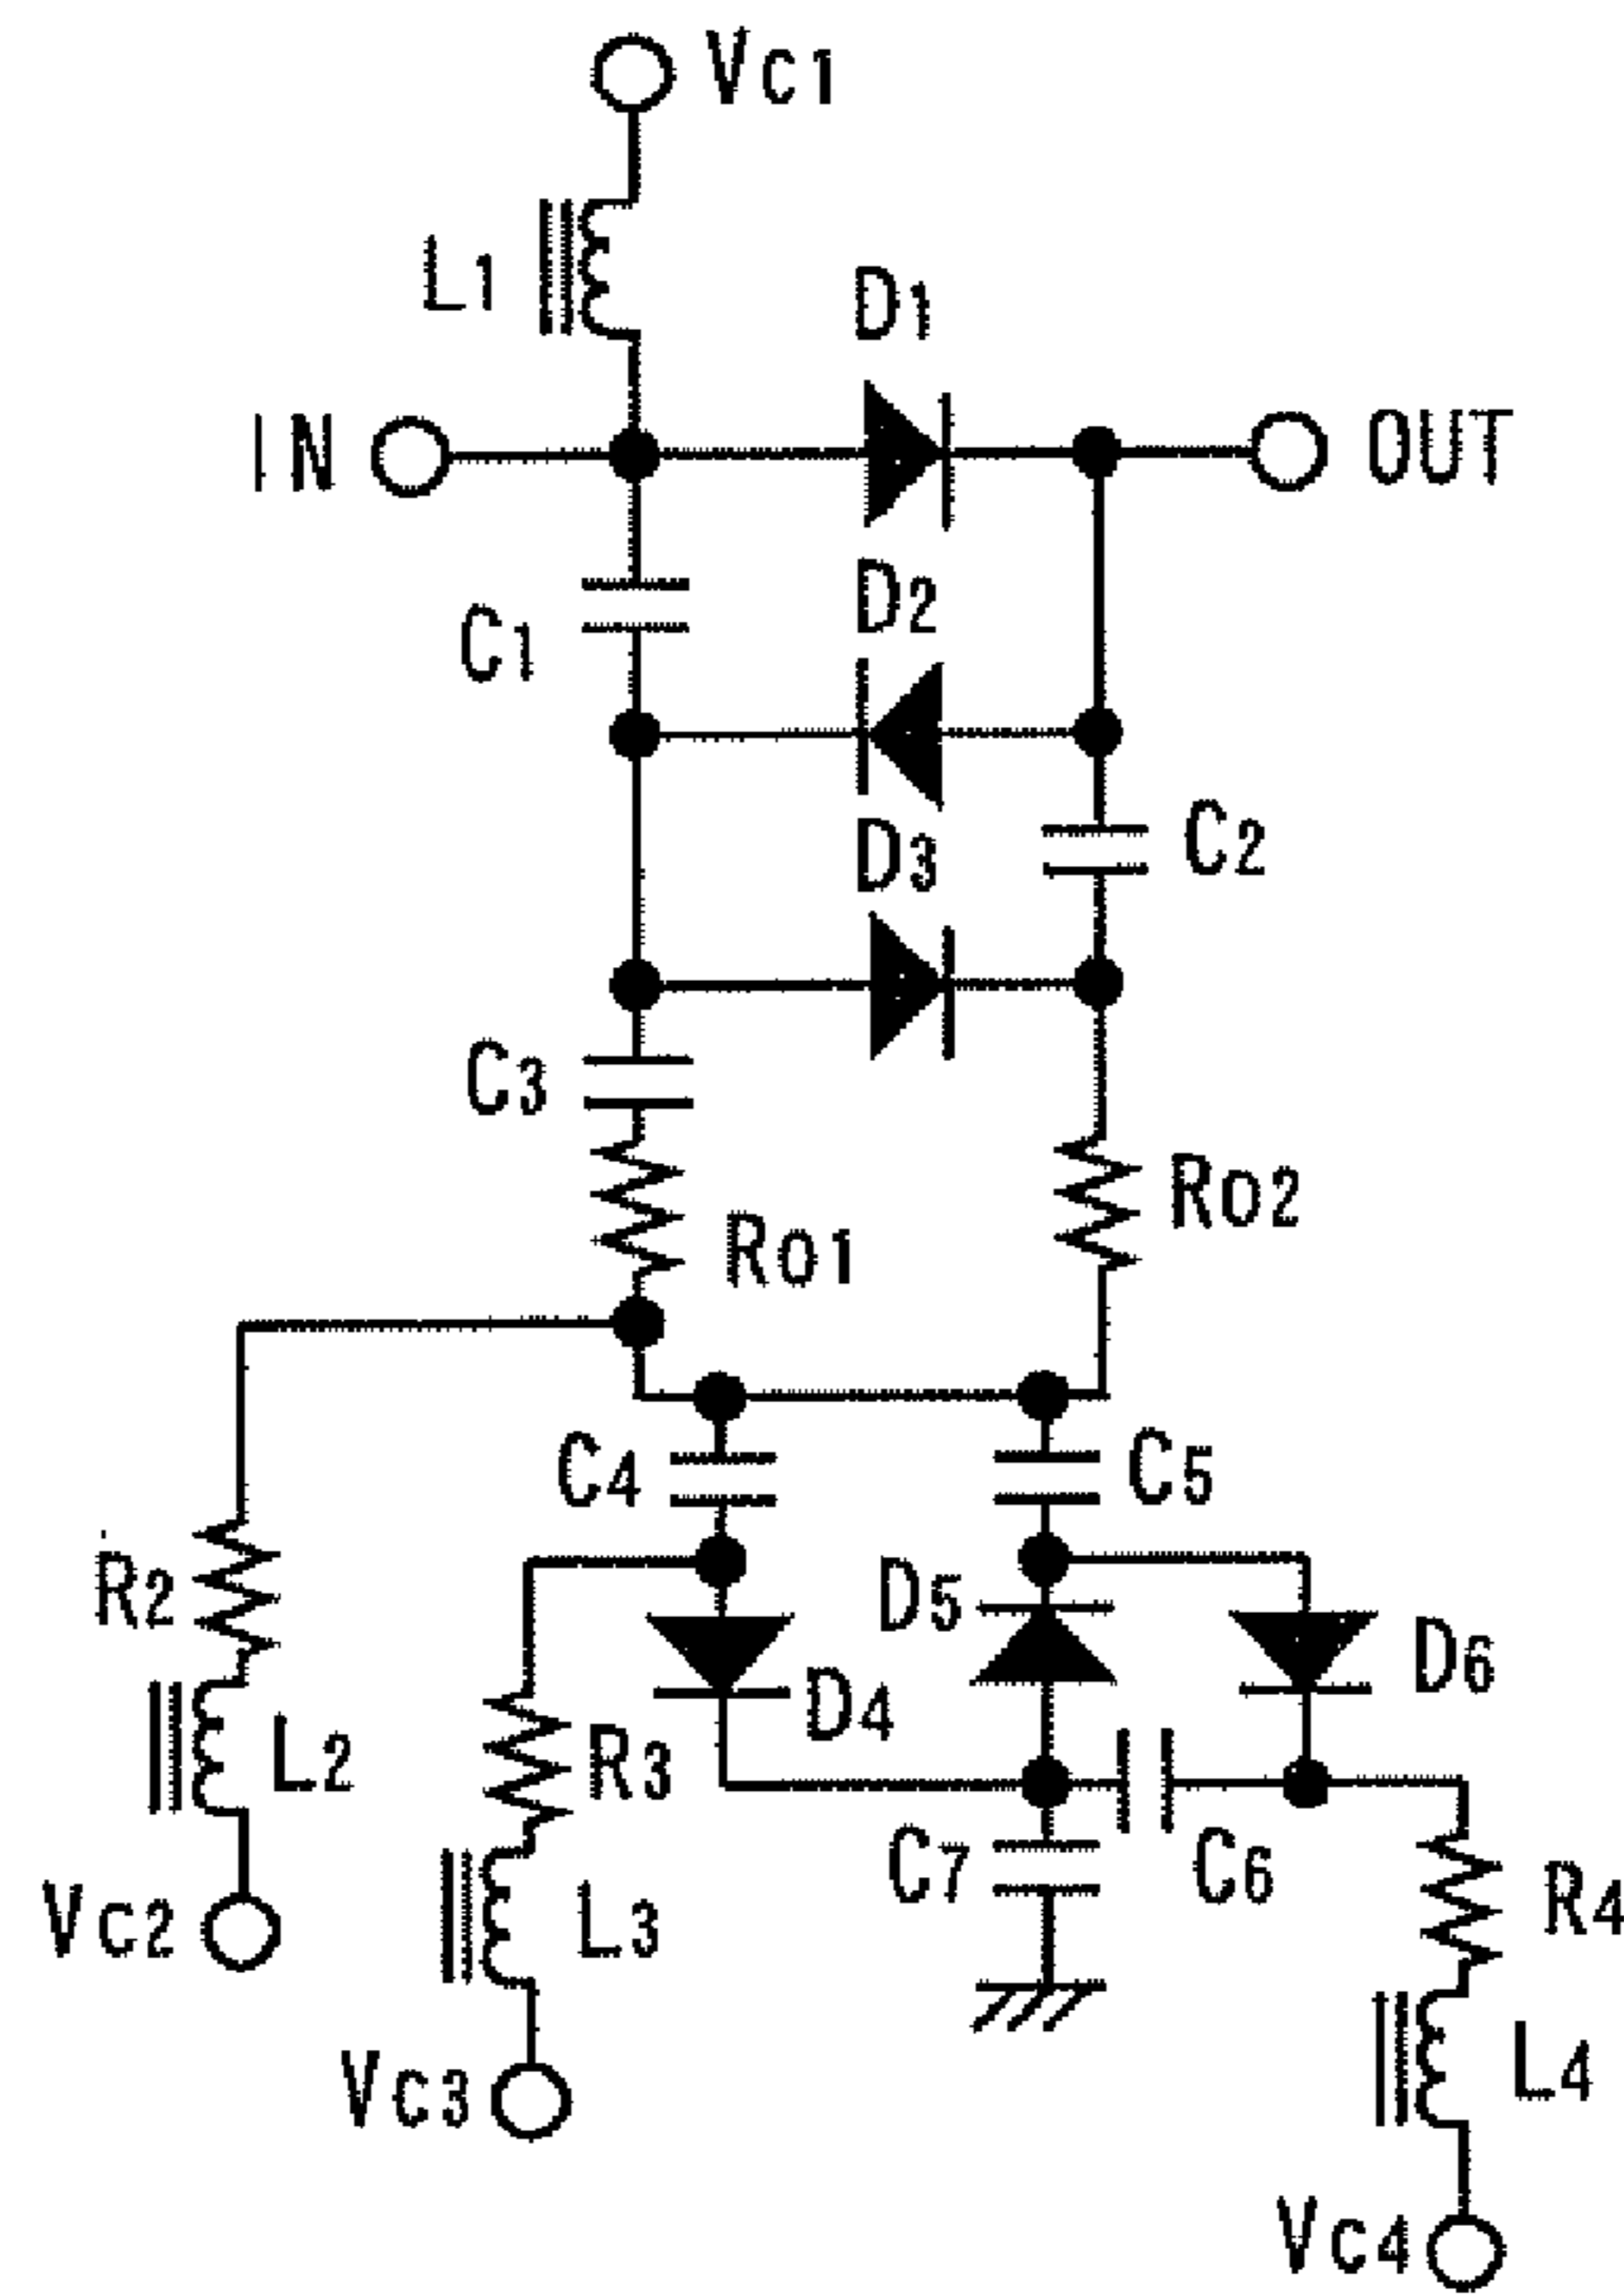 Vc1
L1
D1
IN
OUT
D2
C1
C2
D3
C3
Ro2
Ro1
C4
C5
R2
D5
D6
D4
R3
L2
C7
C6
R4
Vc2
L3
L4
Vc3
Vc4